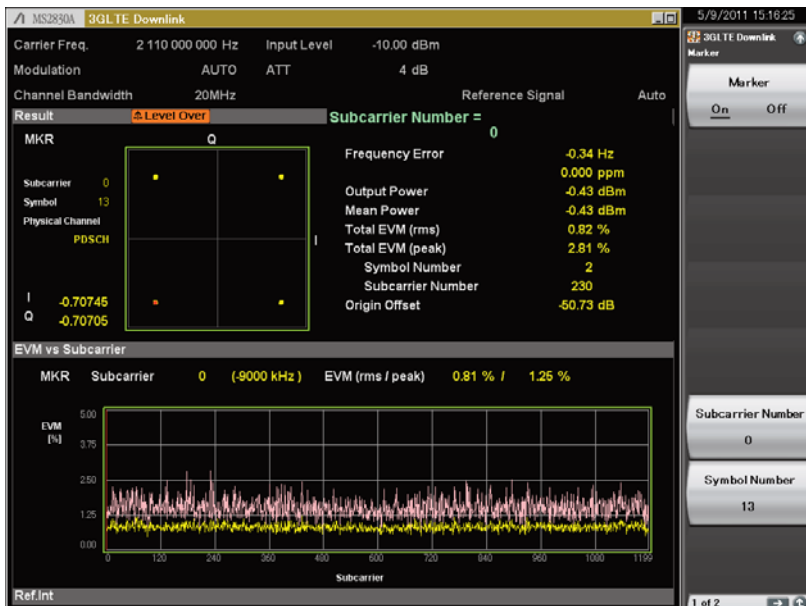 MS2830A 3GLTE Downlink
5/9/2011 15:16:25
Carrier Freq. 2 110 000 000 Hz Input Level -10.00 dBm
Modulation AUTO ATT 4 dB
Channel Bandwidth 20MHz Reference Signal Auto
Result Level Over
Subcarrier Number =
0
MKR Q
Subcarrier 0
Symbol 13
Physical Channel
PDSCH
I
I -0.70745
Q -0.70705
Frequency Error -0.34 Hz
0.000 ppm
Output Power -0.43 dBm
Mean Power -0.43 dBm
Total EVM (rms) 0.82 %
Total EVM (peak) 2.81 %
Symbol Number 2
Subcarrier Number 230
Origin Offset -50.73 dB
EVM vs Subcarrier
MKR Subcarrier 0 (-9000 kHz ) EVM (rms / peak) 0.81 % / 1.25 %
EVM
[%]
5.00
3.75
2.50
1.25
0.00
0 120 240 360 480 600 720 840 960 1080 1199
Subcarrier
Ref.Int
3GLTE Downlink
Marker
Marker
On Off
Subcarrier Number
0
Symbol Number
13
1 of 2